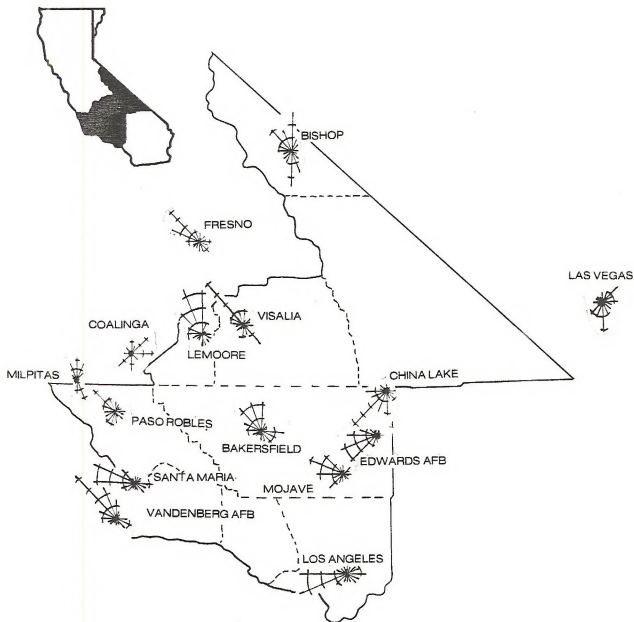 BISHOP
FRESNO
LAS VEGAS
VISALIA
COALINGA
LEMOORE
MILPITAS
CHINA LAKE
PASO ROBLES
BAKERSFIELD
EDWARDS AFB
SANTA MARIA
MOJAVE
VANDENBERG AFB
LOS ANGELES